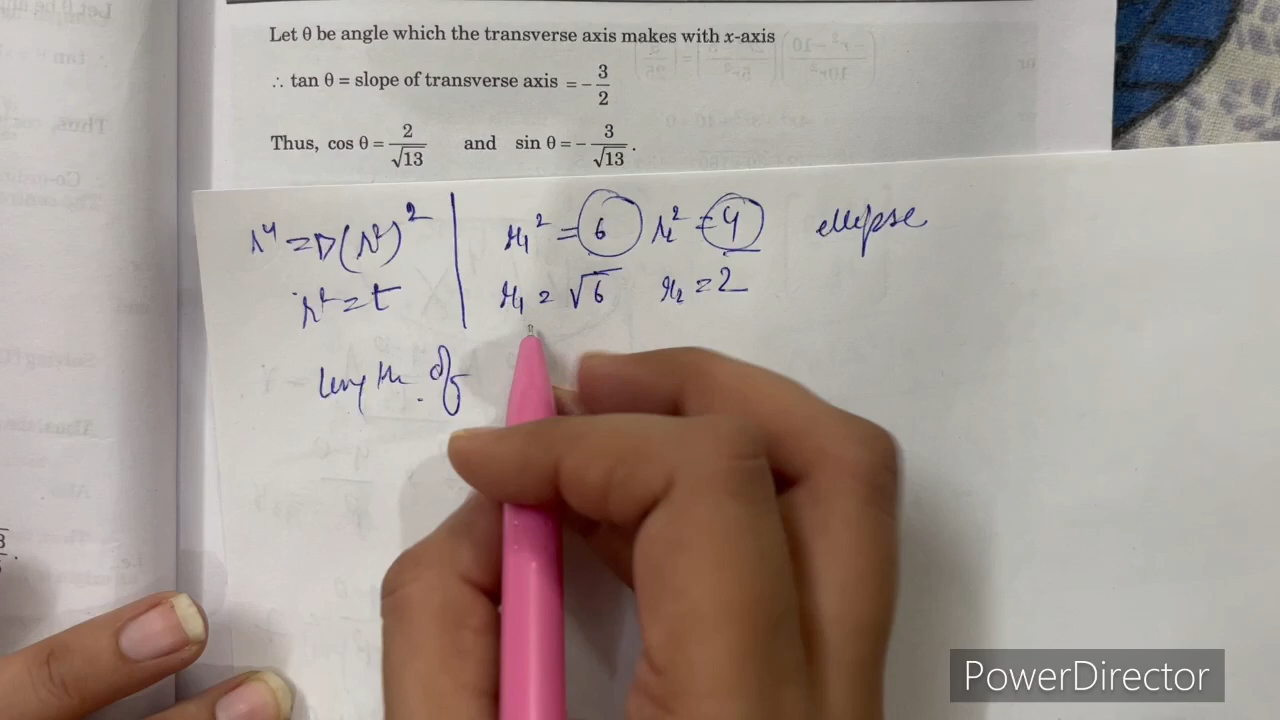 Let θ be angle which the transverse axis makes with x-axis
∴ tan θ = slope of transverse axis = - 3/2
Thus, cos θ = 2/√13 and sin θ = - 3/√13 .
r⁴ = D(r²)² r₁² = 6 r₂² = 4 ellipse
r² = t r₁ = √6 r₂ = 2
length of
PowerDirector